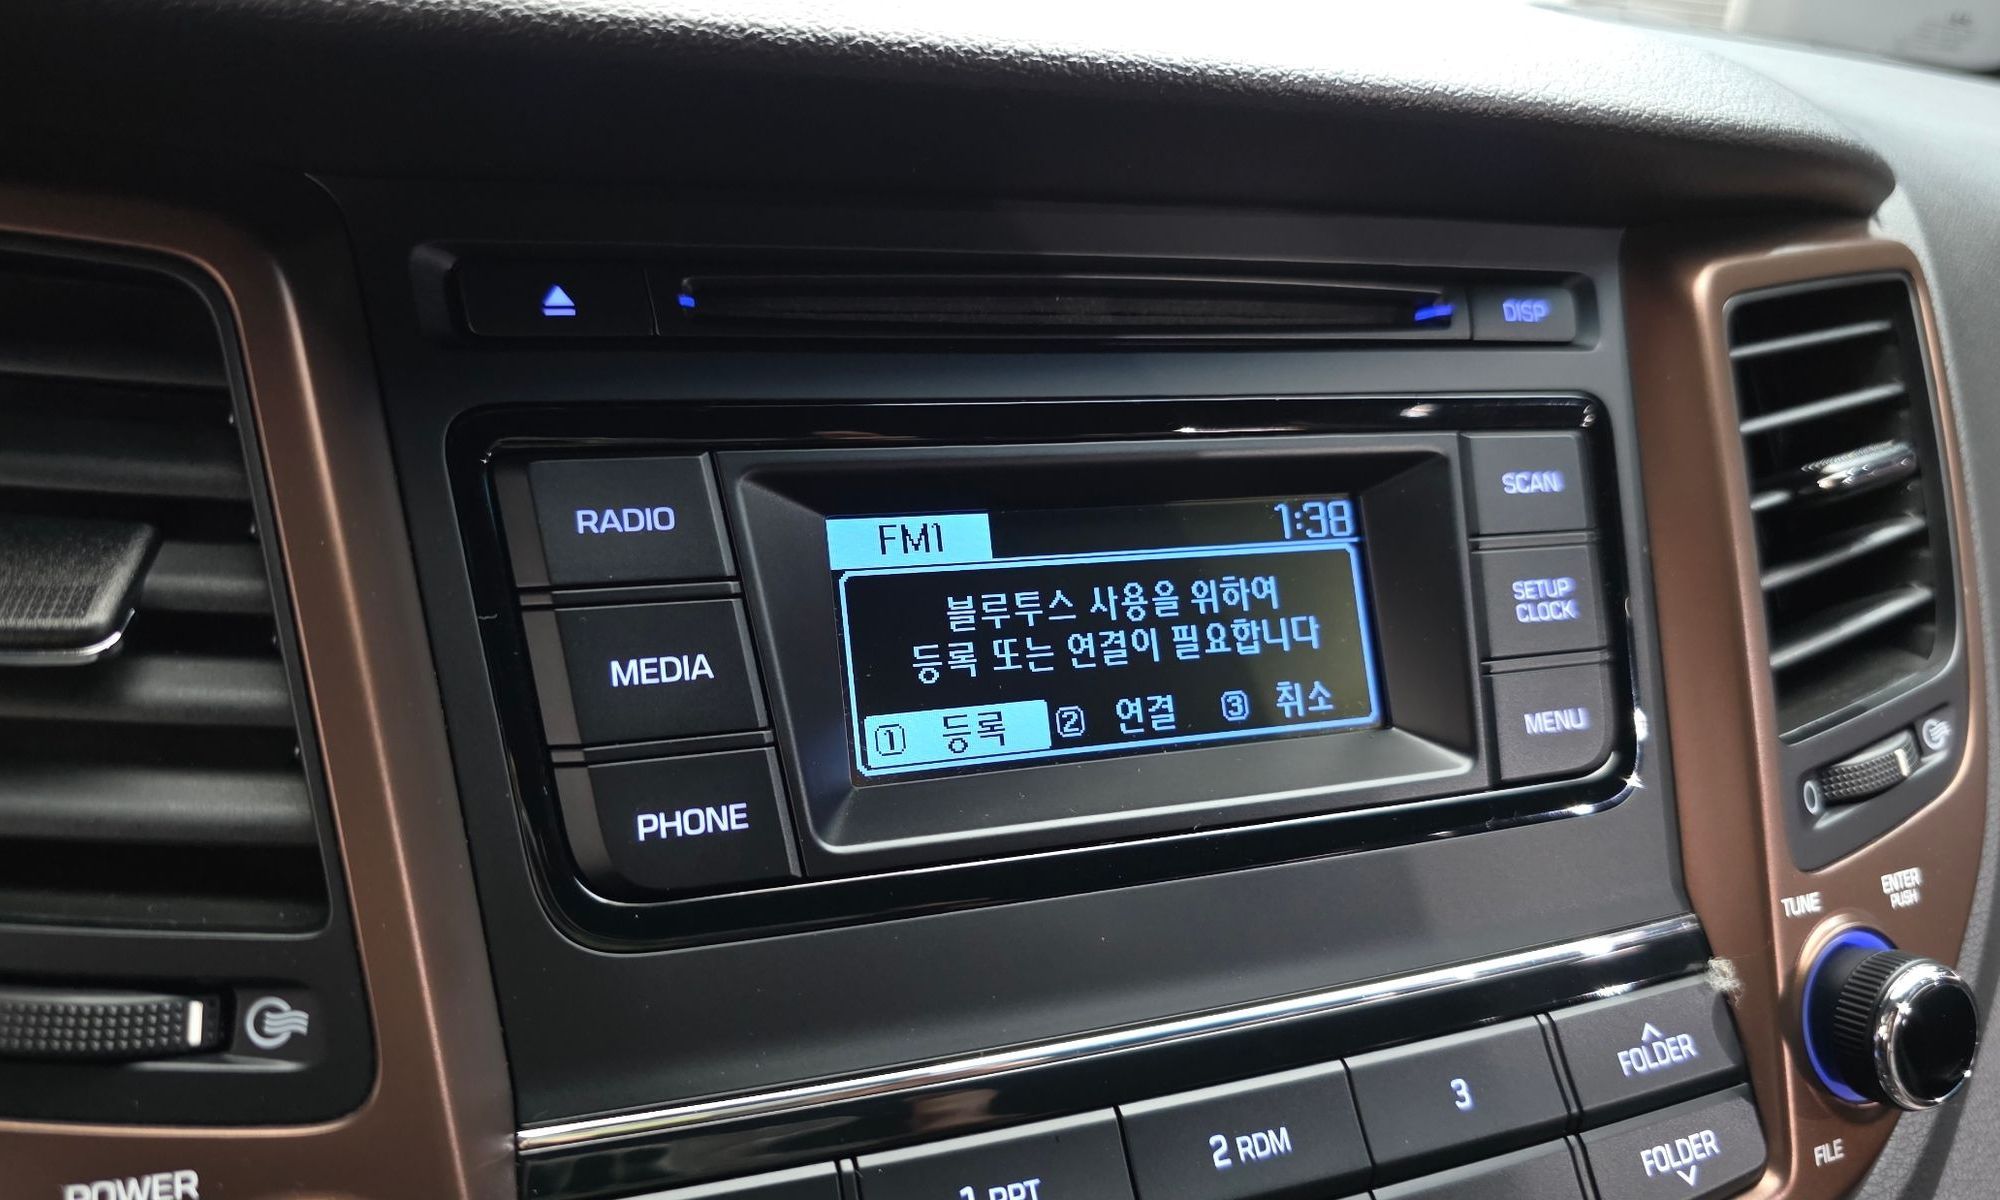 DISP
RADIO
MEDIA
PHONE
FM1
1:38
블루투스 사용을 위하여
등록 또는 연결이 필요합니다
1 등록 2 연결 3 취소
SCAN
SETUP
CLOCK
MENU
TUNE
ENTER
PUSH
FILE
FOLDER
FOLDER
3
2 RDM
1 RPT
POWER